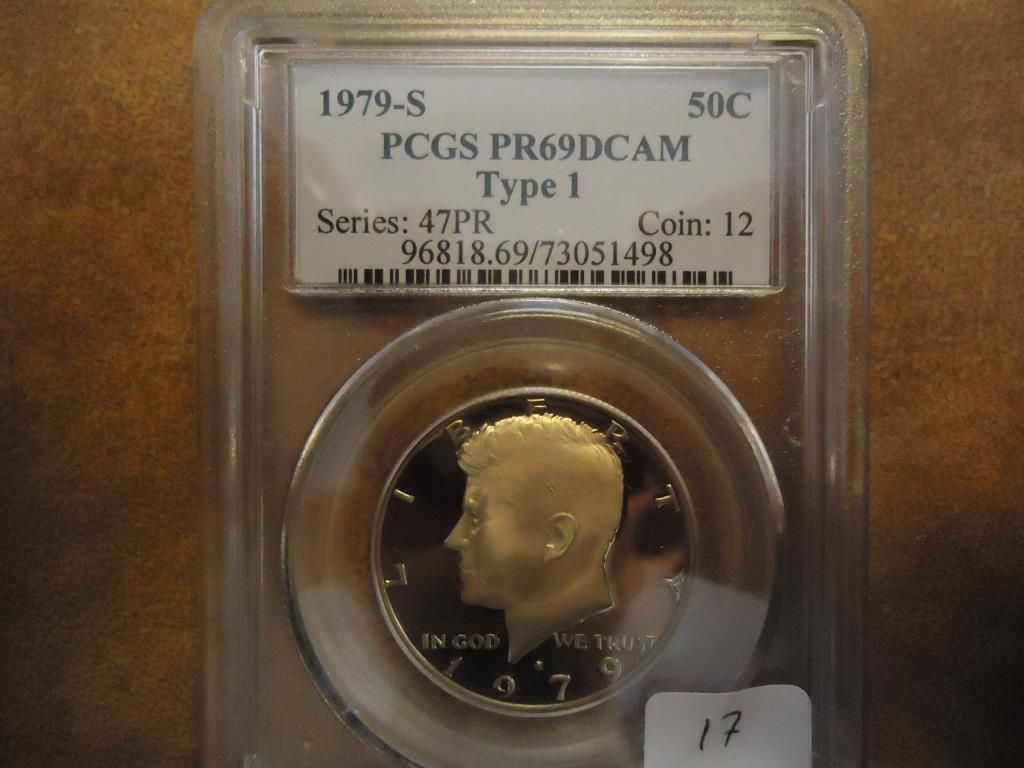 1979-S 50C
PCGS PR69DCAM
Type 1
Series: 47PR Coin: 12
96818.69/73051498
LIBERTY
IN GOD WE TRUST
1979
17